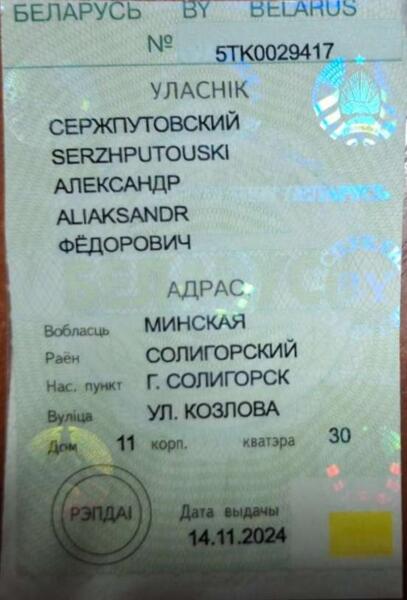 БЕЛАРУСЬ BY BELARUS
№ 5TK0029417
УЛАСНІК
СЕРЖПУТОВСКИЙ
SERZHPUTOUSKI
АЛЕКСАНДР
ALIAKSANDR
ФЁДОРОВИЧ
АДРАС
Вобласць МИНСКАЯ
Раён СОЛИГОРСКИЙ
Нас. пункт Г. СОЛИГОРСК
Вуліца УЛ. КОЗЛОВА
Дом 11 корп. кватэра 30
РЭПДАІ
Дата выдачы
14.11.2024